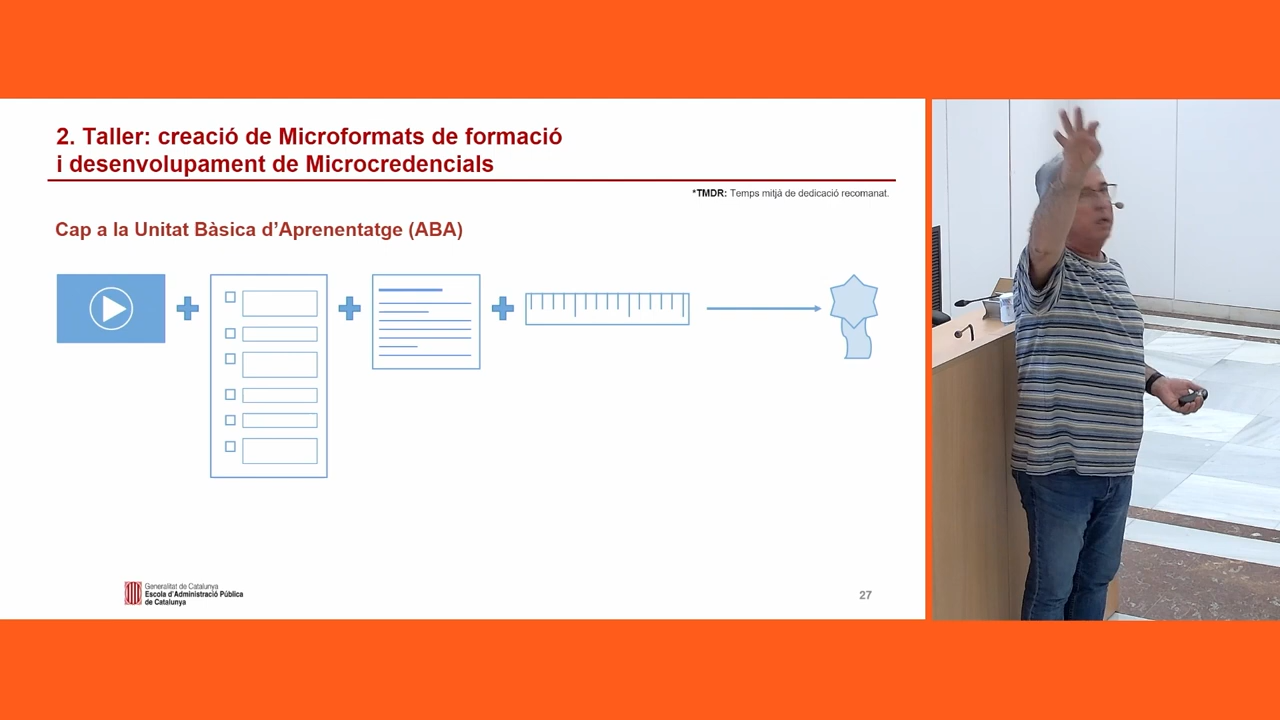 2. Taller: creació de Microformats de formació
i desenvolupament de Microcredencials
*TMDR: Temps mitjà de dedicació recomanat.
Cap a la Unitat Bàsica d'Aprenentatge (ABA)
Generalitat de Catalunya
Escola d'Administració Pública
de Catalunya
27